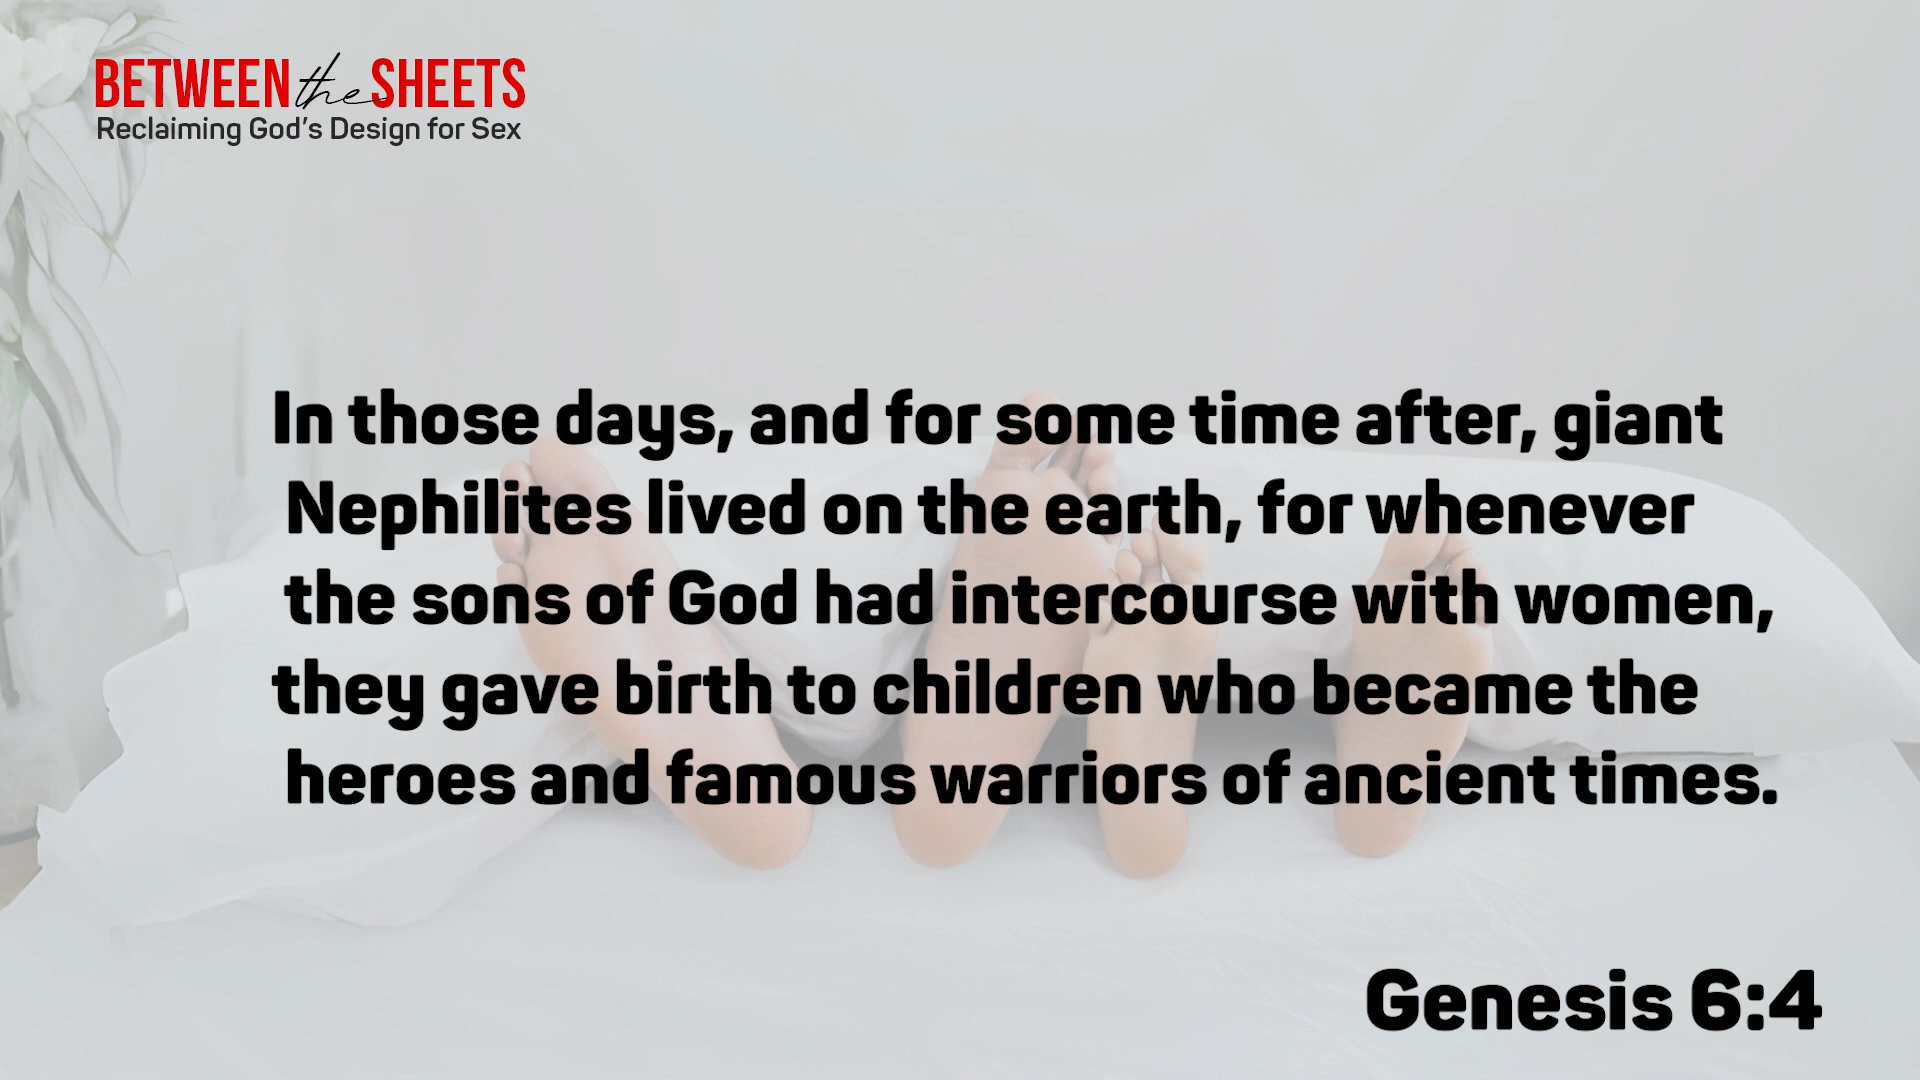 BETWEEN the SHEETS
Reclaiming God's Design for Sex
In those days, and for some time after, giant
Nephilites lived on the earth, for whenever
the sons of God had intercourse with women,
they gave birth to children who became the
heroes and famous warriors of ancient times.
Genesis 6:4